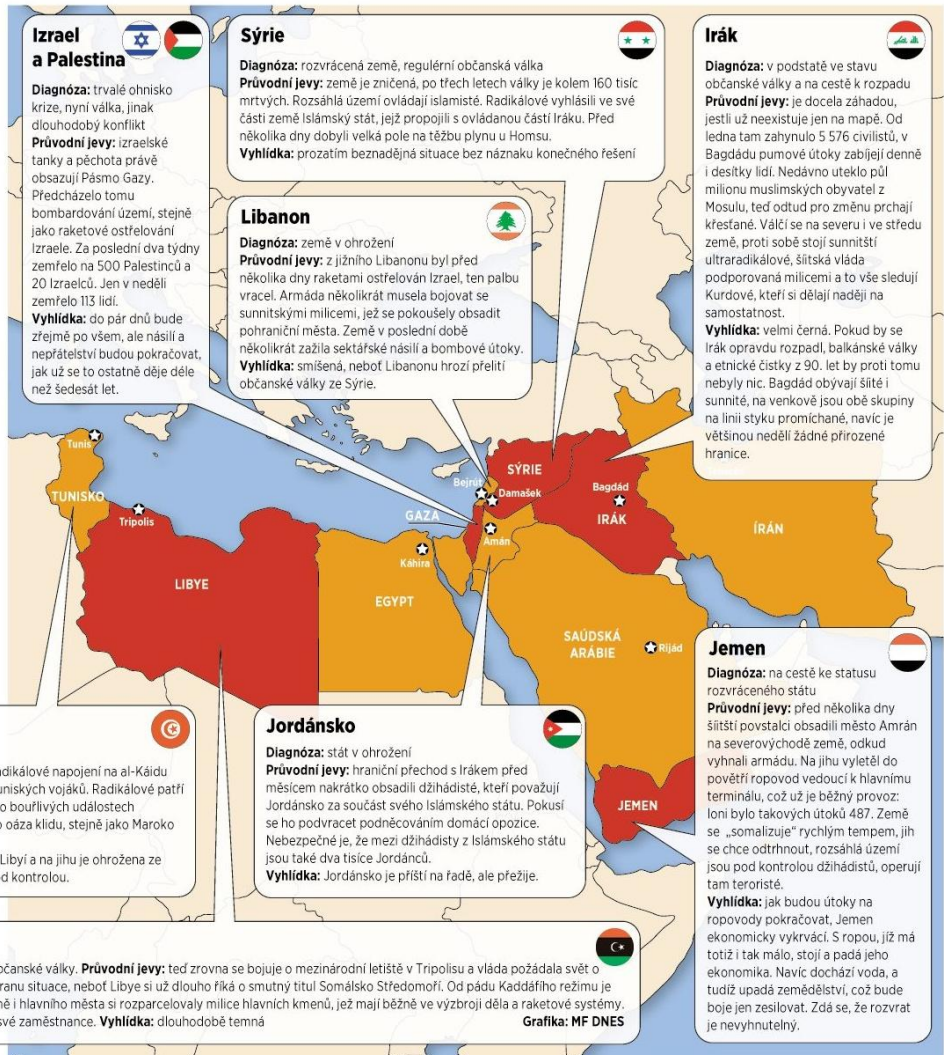 Izrael
a Palestina
Diagnóza: trvalé ohnisko
krize, nyní válka, jinak
dlouhodobý konflikt
Průvodní jevy: izraelské
tanky a pěchota právě
obsazují Pásmo Gazy.
Předcházelo tomu
bombardování území, stejně
jako raketové ostřelování
Izraele. Za poslední dva týdny
zemřelo na 500 Palestinců a
20 Izraelců. Jen v neděli
zemřelo 113 lidí.
Vyhlídka: do pár dnů bude
zřejmě po všem, ale násilí a
nepřátelství budou pokračovat,
jak už se to ostatně děje déle
než šedesát let.
Sýrie
Diagnóza: rozvrácená země, regulérní občanská válka
Průvodní jevy: země je zničená, po třech letech války je kolem 160 tisíc
mrtvých. Rozsáhlá území ovládají islamisté. Radikálové vyhlásili ve své
části země Islámský stát, jejž propojili s ovládanou částí Iráku. Před
několika dny dobyli velká pole na těžbu plynu u Homsu.
Vyhlídka: prozatím beznadějná situace bez náznaku konečného řešení
Libanon
Diagnóza: země v ohrožení
Průvodní jevy: z jižního Libanonu byl před
několika dny raketami ostřelován Izrael, ten palbu
vracel. Armáda několikrát musela bojovat se
sunnitskými milicemi, jež se pokoušely obsadit
pohraniční města. Země v poslední době
několikrát zažila sektářské násilí a bombové útoky.
Vyhlídka: smíšená, neboť Libanonu hrozí přelití
občanské války ze Sýrie.
Irák
Diagnóza: v podstatě ve stavu
občanské války a na cestě k rozpadu
Průvodní jevy: je docela záhadou,
jestli už neexistuje jen na mapě. Od
ledna tam zahynulo 5 576 civilistů, v
Bagdádu pumové útoky zabíjejí denně
i desítky lidí. Nedávno uteklo půl
milionu muslimských obyvatel z
Mosulu, teď odtud pro změnu prchají
křesťané. Válčí se na severu i ve středu
země, proti sobě stojí sunnitští
ultraradikálové, šíitská vláda
podporovaná milicemi a to vše sledují
Kurdové, kteří si dělají naději na
samostatnost.
Vyhlídka: velmi černá. Pokud by se
Irák opravdu rozpadl, balkánské války
a etnické čistky z 90. let by proti tomu
nebyly nic. Bagdád obývají šíité i
sunnité, na venkově jsou obě skupiny
na linii styku promíchané, navíc je
většinou nedělí žádné přirozené
hranice.
Tunis
TUNISKO
Tripolis
LIBYE
GAZA
Káhira
EGYPT
Bejrút
SÝRIE
Damašek
Amán
Bagdád
IRÁK
ÍRÁN
SAÚDSKÁ
ARÁBIE
Rijád
JEMEN
adikálové napojení na al-Káidu
uniských vojáků. Radikálové patří
o bouřlivých událostech
o oáza klidu, stejně jako Maroko
Libyí a na jihu je ohrožena ze
od kontrolou.
Jordánsko
Diagnóza: stát v ohrožení
Průvodní jevy: hraniční přechod s Irákem před
měsícem nakrátko obsadili džihádisté, kteří považují
Jordánsko za součást svého Islámského státu. Pokusí
se ho podvracet podněcováním domácí opozice.
Nebezpečné je, že mezi džihádisty z Islámského státu
jsou také dva tisíce Jordánců.
Vyhlídka: Jordánsko je příští na řadě, ale přežije.
Jemen
Diagnóza: na cestě ke statusu
rozvráceného státu
Průvodní jevy: před několika dny
šíitští povstalci obsadili město Amrán
na severovýchodě země, odkud
vyhnali armádu. Na jihu vyletěl do
povětří ropovod vedoucí k hlavnímu
terminálu, což už je běžný provoz:
loni bylo takových útoků 487. Země
se „somalizuje“ rychlým tempem, jih
se chce odtrhnout, rozsáhlá území
jsou pod kontrolou džihádistů, operují
tam teroristé.
Vyhlídka: jak budou útoky na
ropovody pokračovat, Jemen
ekonomicky vykrvácí. S ropou, jíž má
totiž i tak málo, stojí a padá jeho
ekonomika. Navíc dochází voda, a
tudíž upadá zemědělství, což bude
boje jen zesilovat. Zdá se, že rozvrat
je nevyhnutelný.
občanské války. Průvodní jevy: teď zrovna se bojuje o mezinárodní letiště v Tripolisu a vláda požádala svět o
ranu situace, neboť Libye si už dlouho říká o smutný titul Somálsko Středomoří. Od pádu Kaddáfího režimu je
ně i hlavního města si rozparcelovaly milice hlavních kmenů, jež mají běžně ve výzbroji děla a raketové systémy.
své zaměstnance. Vyhlídka: dlouhodobě temná
Grafika: MF DNES